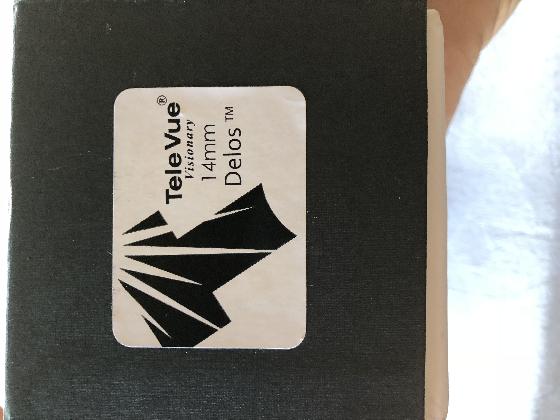 TeleVue®
Visionary
14mm
Delos™